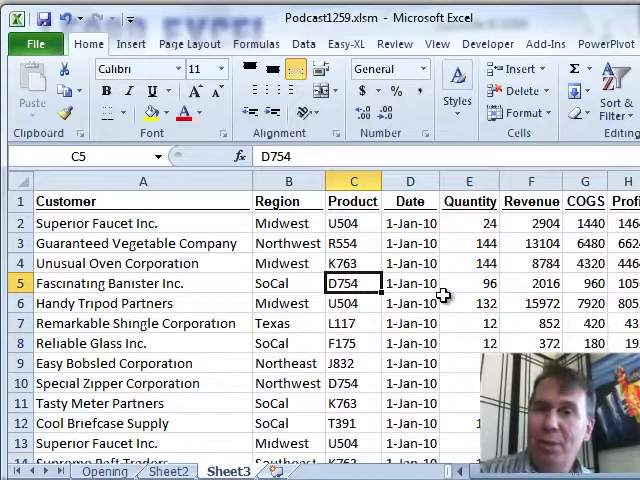 Podcast1259.xlsm - Microsoft Excel
File Home Insert Page Layout Formulas Data Easy-XL Review View Developer Add-Ins PowerPivot
Paste Calibri 11 General Styles Insert Delete Format Sort & Filter
Clipboard Font Alignment Number Cells
C5 fx D754
A B C D E F G H
1 Customer Region Product Date Quantity Revenue COGS Profi
2 Superior Faucet Inc. Midwest U504 1-Jan-10 24 2904 1440 146
3 Guaranteed Vegetable Company Northwest R554 1-Jan-10 144 13104 6480 662
4 Unusual Oven Corporation Midwest K763 1-Jan-10 144 8784 4320 446
5 Fascinating Banister Inc. SoCal D754 1-Jan-10 96 2016 960 105
6 Handy Tripod Partners Midwest U504 1-Jan-10 132 15972 7920 805
7 Remarkable Shingle Corporation Texas L117 1-Jan-10 12 852 420 43
8 Reliable Glass Inc. SoCal F175 1-Jan-10 12 372 180 19
9 Easy Bobsled Corporation Northeast J832 1-Jan-10
10 Special Zipper Corporation Northwest D754 1-Jan-10
11 Tasty Meter Partners SoCal K763 1-Jan-10
12 Cool Briefcase Supply SoCal T391 1-Jan-10 1
13 Superior Faucet Inc. Midwest U504 1-Jan-10
Opening Sheet2 Sheet3